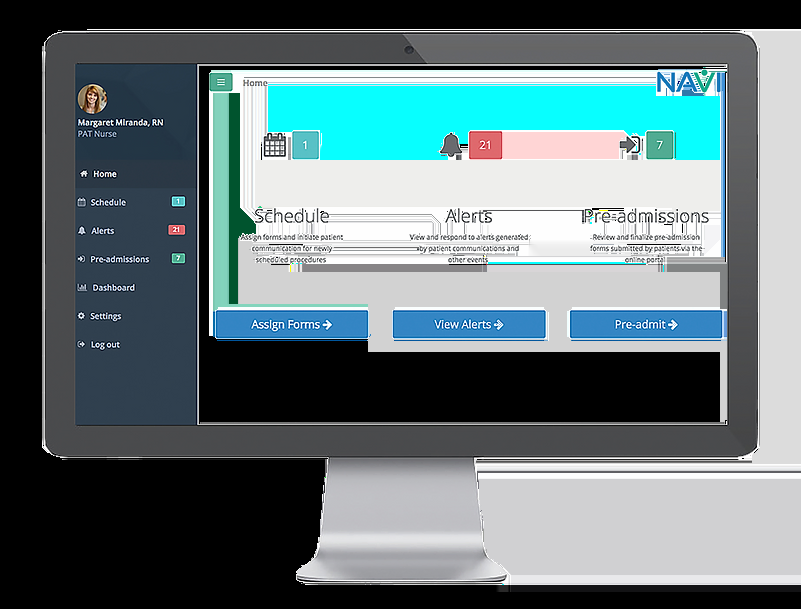 Margaret Miranda, RN
PAT Nurse
Home
Schedule 1
Alerts 21
Pre-admissions 7
Dashboard
Settings
Log out
Home
NAVI
1
21
7
Schedule
Assign forms and initiate patient
communication for newly
scheduled procedures
Assign Forms
Alerts
View and respond to alerts generated
by patient communications and
other events
View Alerts
Pre-admissions
Review and finalize pre-admission
forms submitted by patients via the
online portal
Pre-admit